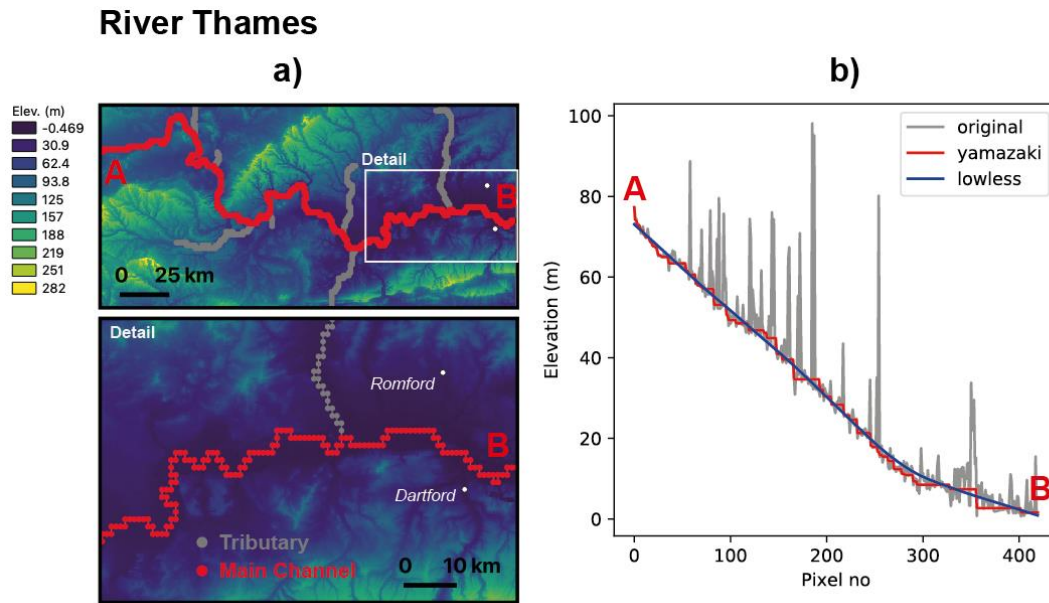 River Thames
a)
b)
Elev. (m)
-0.469
30.9
62.4
93.8
125
157
188
219
251
282
A
Detail
B
0 25 km
Detail
Romford
B
Dartford
Tributary
Main Channel
0 10 km
100
80
60
40
20
0
Elevation (m)
A
original
yamazaki
lowless
B
0 100 200 300 400
Pixel no